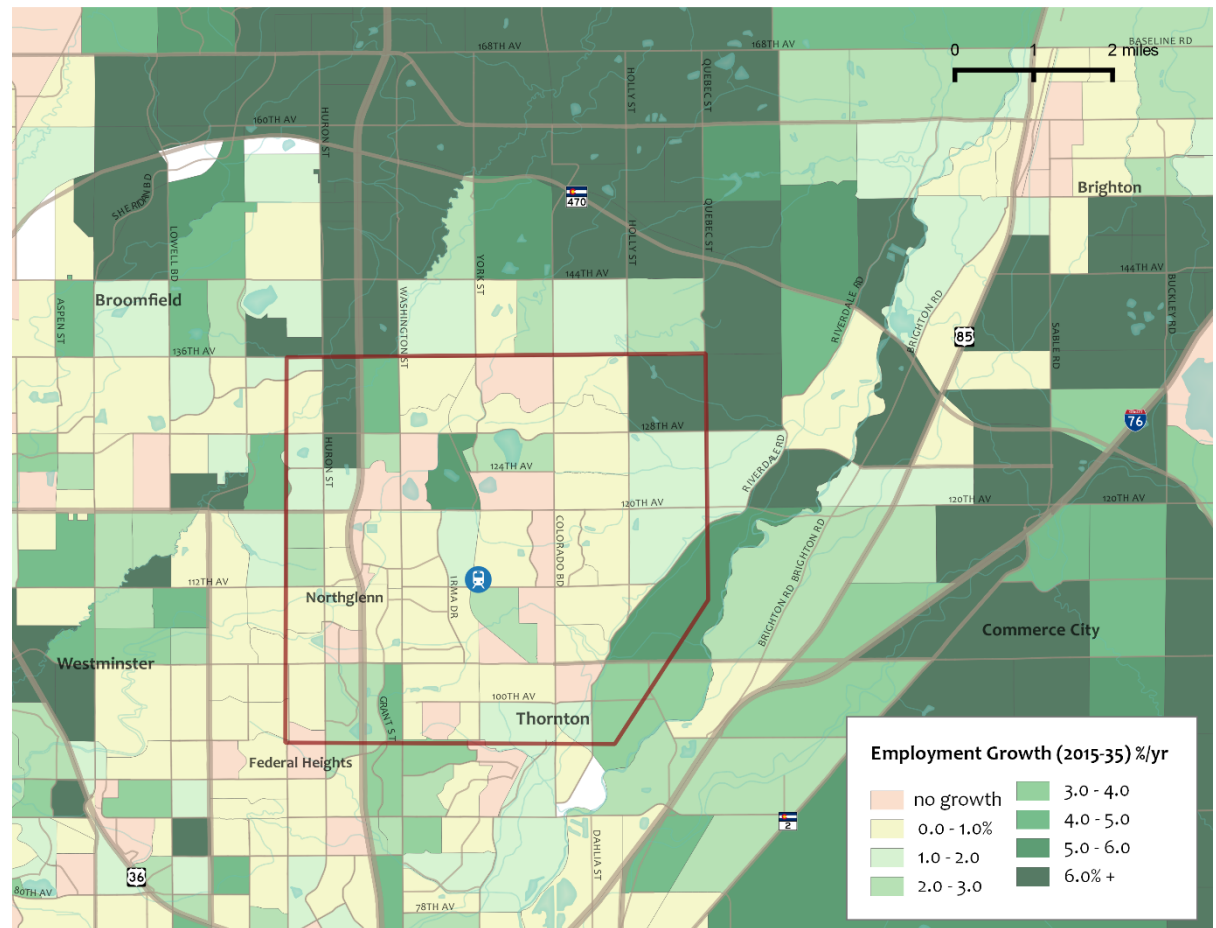 168TH AV
168TH AV
BASELINE RD
0 1 2 miles
HOLLY ST
QUEBEC ST
HURON ST
160TH AV
Brighton
SHERIDAN BD
470
LOWELL BD
QUEBEC ST
HOLLY ST
YORK ST
144TH AV
144TH AV
BUCKLEY RD
Broomfield
ASPEN ST
WASHINGTON ST
RIVERDALE RD
BRIGHTON RD
85
SABLE RD
136TH AV
76
128TH AV
HURON ST
124TH AV
RIVERDALE RD
120TH AV
120TH AV
120TH AV
COLORADO BD
BRIGHTON RD
112TH AV
IRMA DR
Northglenn
BRIGHTON RD
Commerce City
Westminster
100TH AV
GRANT ST
Thornton
Federal Heights
Employment Growth (2015-35) %/yr
no growth
0.0 - 1.0%
1.0 - 2.0
2.0 - 3.0
3.0 - 4.0
4.0 - 5.0
5.0 - 6.0
6.0% +
2
DAHLIA ST
36
80TH AV
78TH AV